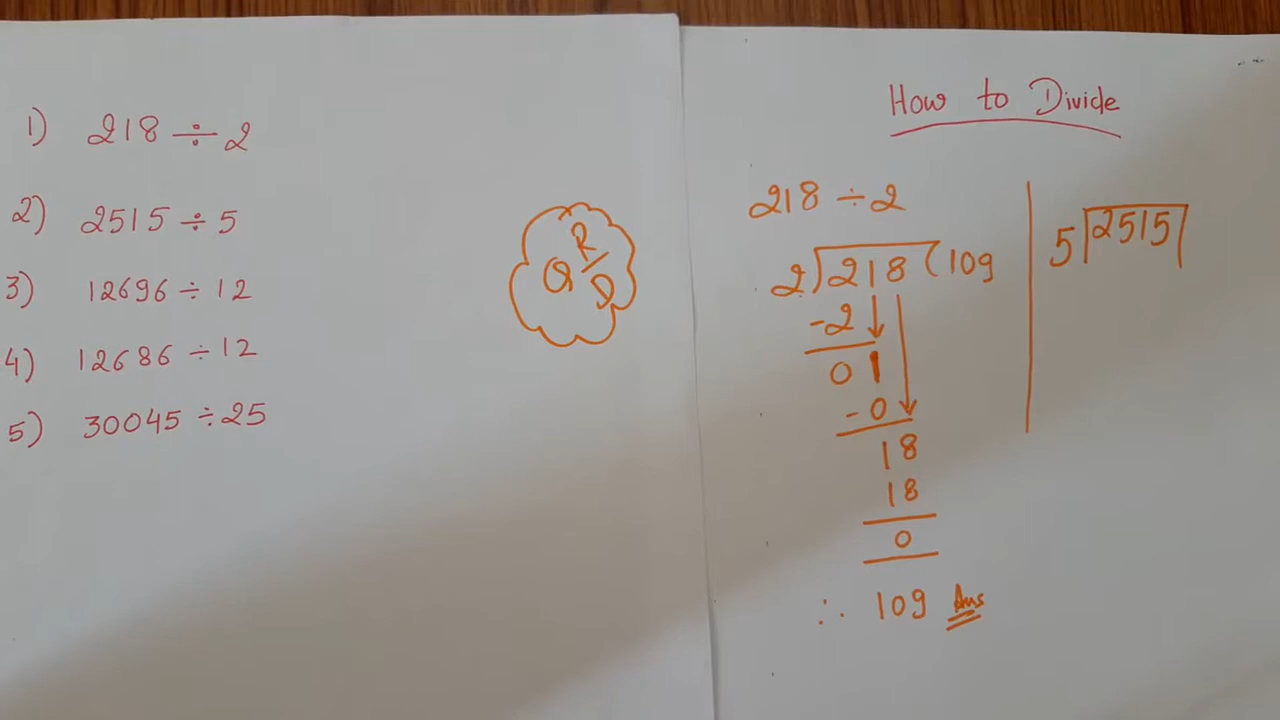 1) 218 ÷ 2
2) 2515 ÷ 5
3) 12696 ÷ 12
4) 12686 ÷ 12
5) 30045 ÷ 25
Q R/D
How to Divide
218 ÷ 2
2)218(109
-2
01
-0
18
18
0
∴ 109 Ans
5|2515|